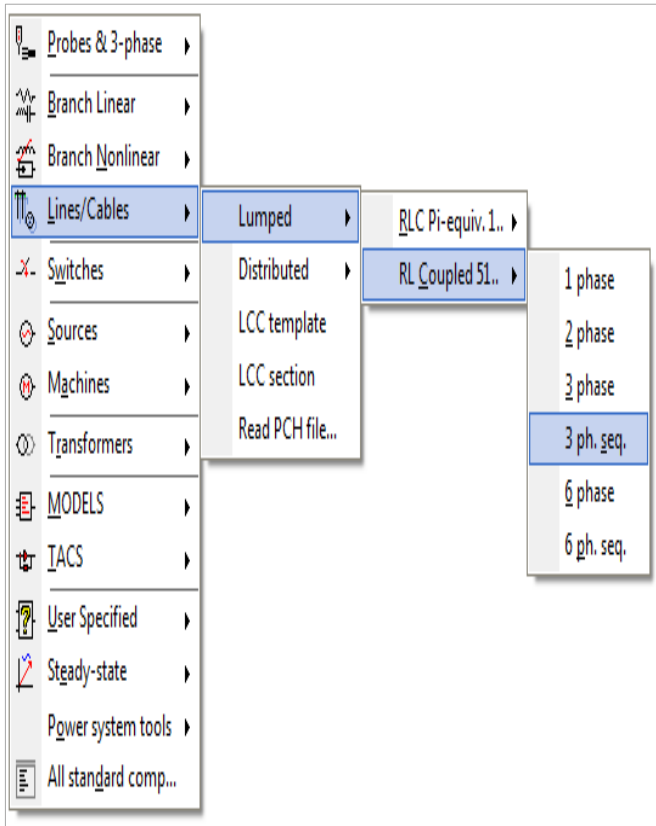 Probes & 3-phase
Branch Linear
Branch Nonlinear
Lines/Cables
Switches
Sources
Machines
Transformers
MODELS
TACS
User Specified
Steady-state
Power system tools
All standard comp...
Lumped
Distributed
LCC template
LCC section
Read PCH file...
RLC Pi-equiv. 1..
RL Coupled 51..
1 phase
2 phase
3 phase
3 ph. seq.
6 phase
6 ph. seq.